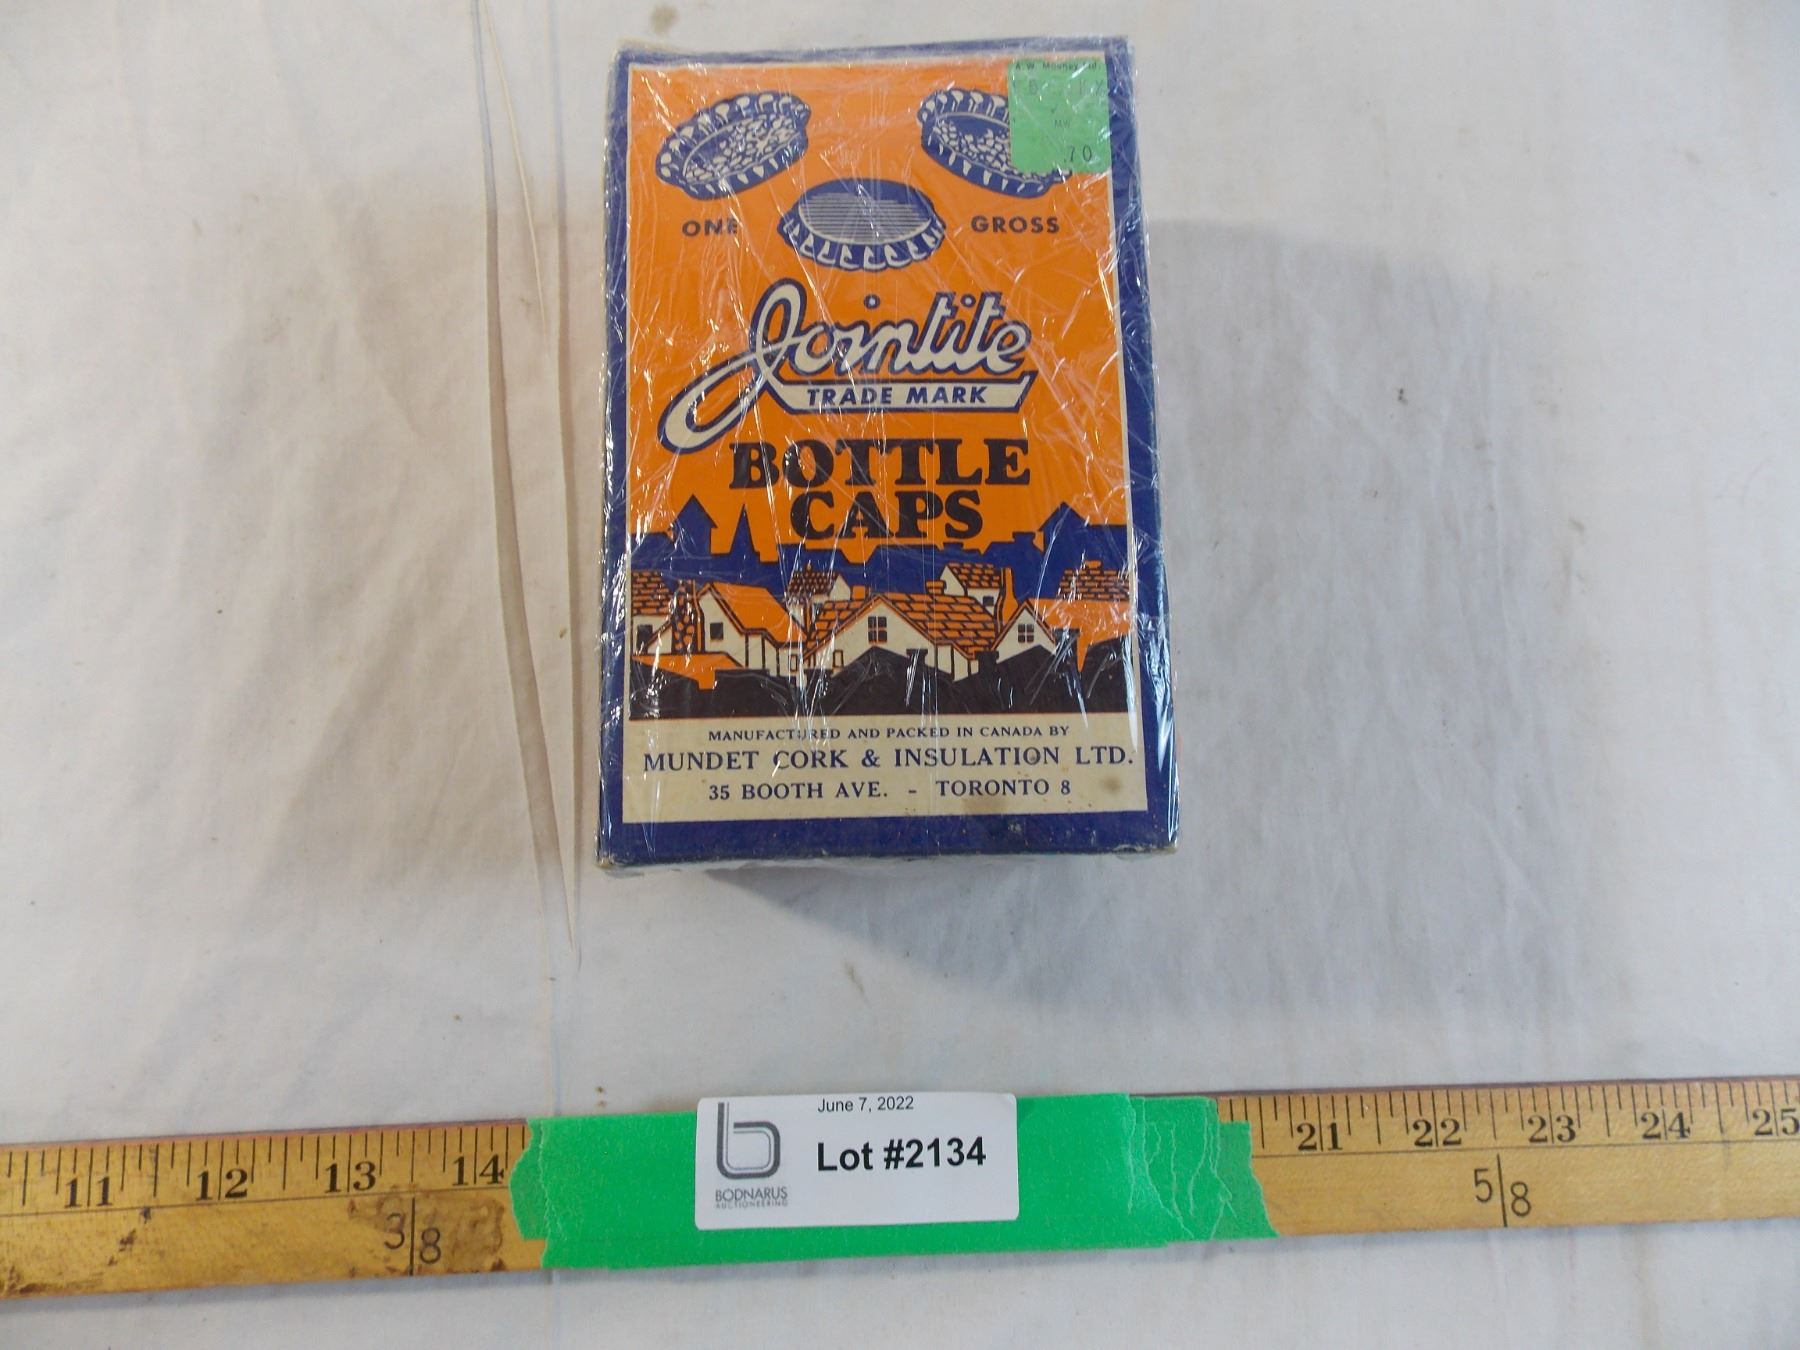 A. W.
.70
ONE GROSS
Jointite
TRADE MARK
BOTTLE
CAPS
MANUFACTURED AND PACKED IN CANADA BY
MUNDET CORK & INSULATION LTD.
35 BOOTH AVE. - TORONTO 8
June 7, 2022
Lot #2134
BODNARUS
AUCTIONEERING
11 12 13 14 21 22 23 24 25
3/8 5/8